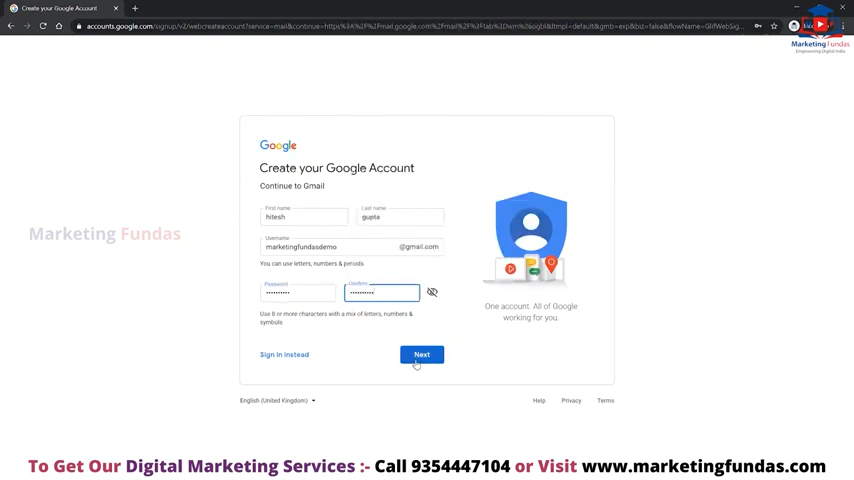 Create your Google Account
accounts.google.com/signup/v2/webcreateaccount?service=mail&continue=https%3A%2F%2Fmail.google.com%2Fmail%2F%3Ftab%3Dwm%26ogbl&ltmpl=default&gmb=exp&biz=false&flowName=GlifWebSig...
Marketing Fundas
Empowering Digital India
Google
Create your Google Account
Continue to Gmail
First name
Last name
hitesh
gupta
Marketing Fundas
Username
marketingfundasdemo
@gmail.com
You can use letters, numbers & periods
Password
Confirm
Use 8 or more characters with a mix of letters, numbers &
symbols
One account. All of Google
working for you.
Sign in instead
Next
English (United Kingdom)
Help
Privacy
Terms
To Get Our Digital Marketing Services :- Call 9354447104 or Visit www.marketingfundas.com